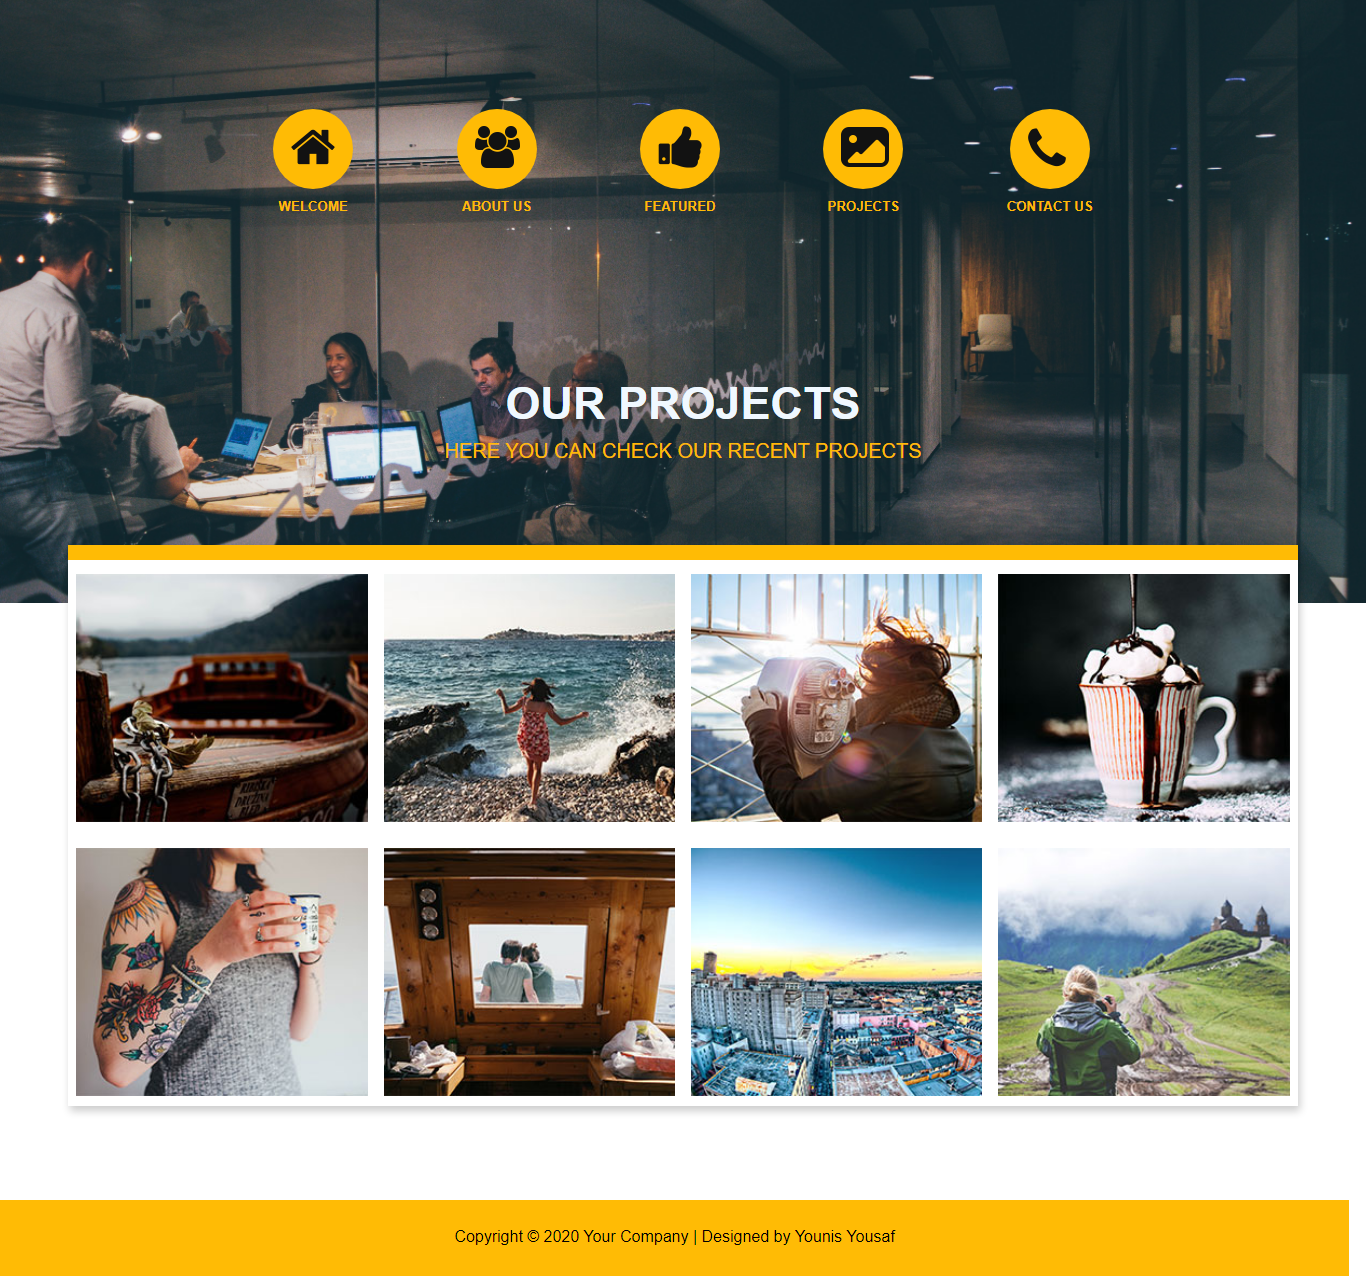 WELCOME
ABOUT US
FEATURED
PROJECTS
CONTACT US
OUR PROJECTS
HERE YOU CAN CHECK OUR RECENT PROJECTS
Copyright © 2020 Your Company | Designed by Younis Yousaf